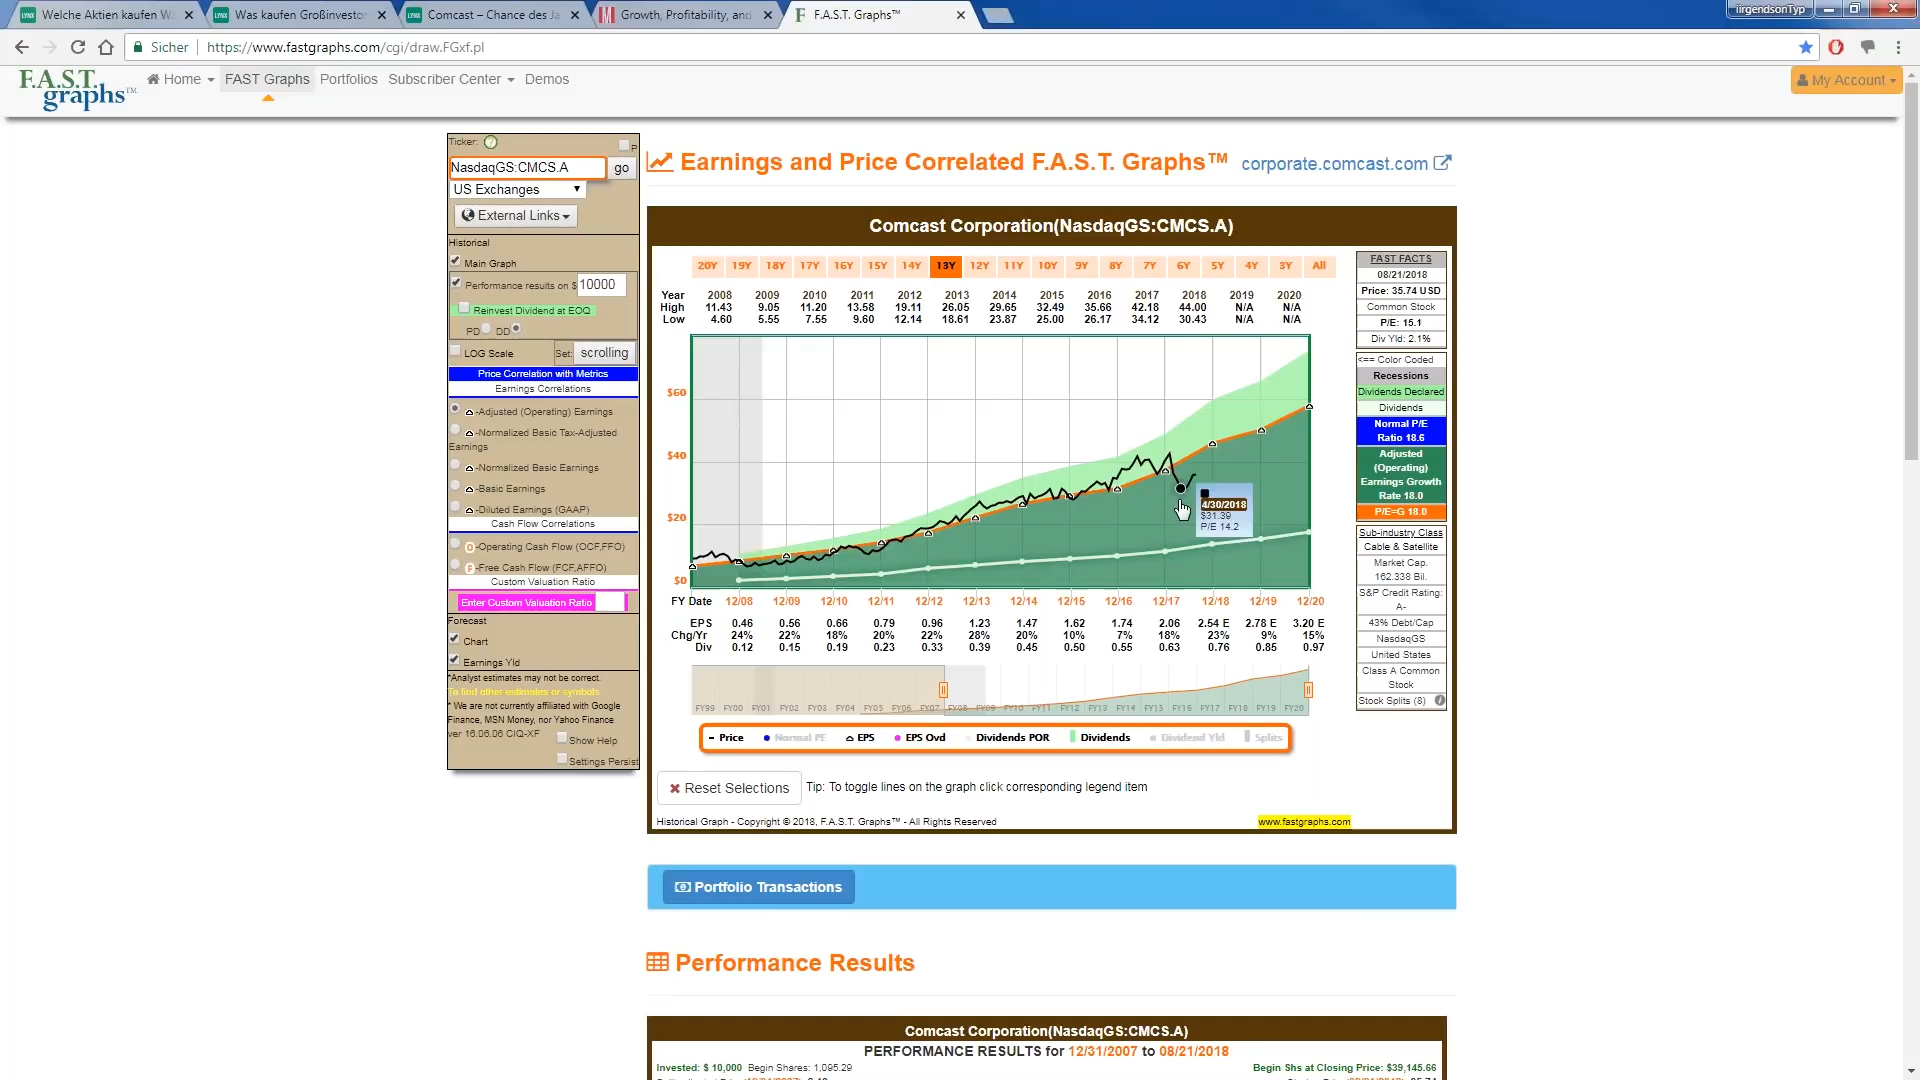 Welche Aktien kaufen W
Was kaufen Großinvestor
Comcast – Chance des Ja
Growth, Profitability, and
F.A.S.T. Graphs™
iirgendsonTyp
Sicher
https://www.fastgraphs.com/cgi/draw.FGxf.pl
F.A.S.T.
graphs™
Home
FAST Graphs
Portfolios
Subscriber Center
Demos
My Account
Ticker:
P
NasdaqGS:CMCS.A
go
US Exchanges
External Links
Historical
Main Graph
Performance results on $ 10000
Reinvest Dividend at EOQ
PD DD
LOG Scale
Set: scrolling
Price Correlation with Metrics
Earnings Correlations
-Adjusted (Operating) Earnings
-Normalized Basic Tax-Adjusted
Earnings
-Normalized Basic Earnings
-Basic Earnings
-Diluted Earnings (GAAP)
Cash Flow Correlations
-Operating Cash Flow (OCF,FFO)
-Free Cash Flow (FCF,AFFO)
Custom Valuation Ratio
Enter Custom Valuation Ratio
Forecast
Chart
Earnings Yld
*Analyst estimates may not be correct.
To find other estimates or symbols
* We are not currently affiliated with Google
Finance, MSN Money, nor Yahoo Finance
ver 16.06.06 CIQ-XF
Show Help
Settings Persist
Earnings and Price Correlated F.A.S.T. Graphs™
corporate.comcast.com
Comcast Corporation(NasdaqGS:CMCS.A)
20Y 19Y 18Y 17Y 16Y 15Y 14Y 13Y 12Y 11Y 10Y 9Y 8Y 7Y 6Y 5Y 4Y 3Y All
Year 2008 2009 2010 2011 2012 2013 2014 2015 2016 2017 2018 2019 2020
High 11.43 9.05 11.20 13.58 19.11 26.05 29.65 32.49 35.66 42.18 44.00 N/A N/A
Low 4.60 5.55 7.55 9.60 12.14 18.61 23.87 25.00 26.17 34.12 30.43 N/A N/A
$60
$40
$20
$0
4/30/2018
$31.39
P/E 14.2
FY Date 12/08 12/09 12/10 12/11 12/12 12/13 12/14 12/15 12/16 12/17 12/18 12/19 12/20
EPS 0.46 0.56 0.66 0.79 0.96 1.23 1.47 1.62 1.74 2.06 2.54 E 2.78 E 3.20 E
Chg/Yr 24% 22% 18% 20% 22% 28% 20% 10% 7% 18% 23% 9% 15%
Div 0.12 0.15 0.19 0.23 0.33 0.39 0.45 0.50 0.55 0.63 0.76 0.85 0.97
FY99 FY00 FY01 FY02 FY03 FY04 FY05 FY06 FY07 FY08 FY09 FY10 FY11 FY12 FY13 FY14 FY15 FY16 FY17 FY18 FY19 FY20
Price Normal PE EPS EPS Ovd Dividends POR Dividends Dividend Yld Splits
Reset Selections
Tip: To toggle lines on the graph click corresponding legend item
Historical Graph - Copyright © 2018, F.A.S.T. Graphs™ - All Rights Reserved
www.fastgraphs.com
FAST FACTS
08/21/2018
Price: 35.74 USD
Common Stock
P/E: 15.1
Div Yld: 2.1%
<== Color Coded
Recessions
Dividends Declared
Dividends
Normal P/E
Ratio 18.6
Adjusted
(Operating)
Earnings Growth
Rate 18.0
P/E=G 18.0
Sub-industry Class
Cable & Satellite
Market Cap.
162.338 Bil.
S&P Credit Rating:
A-
43% Debt/Cap
NasdaqGS
United States
Class A Common
Stock
Stock Splits (8)
Portfolio Transactions
Performance Results
Comcast Corporation(NasdaqGS:CMCS.A)
PERFORMANCE RESULTS for 12/31/2007 to 08/21/2018
Invested: $ 10,000 Begin Shares: 1,095.29
Begin Shs at Closing Price: $39,145.66